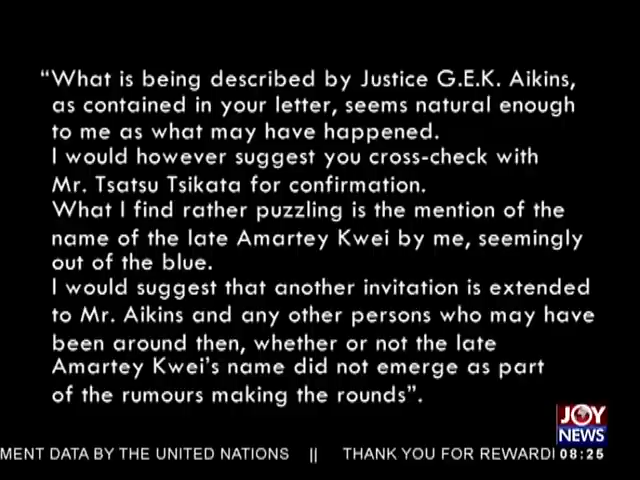 “What is being described by Justice G.E.K. Aikins,
as contained in your letter, seems natural enough
to me as what may have happened.
I would however suggest you cross-check with
Mr. Tsatsu Tsikata for confirmation.
What I find rather puzzling is the mention of the
name of the late Amartey Kwei by me, seemingly
out of the blue.
I would suggest that another invitation is extended
to Mr. Aikins and any other persons who may have
been around then, whether or not the late
Amartey Kwei’s name did not emerge as part
of the rumours making the rounds”.
JOY
NEWS
MENT DATA BY THE UNITED NATIONS || THANK YOU FOR REWARDI 08:25